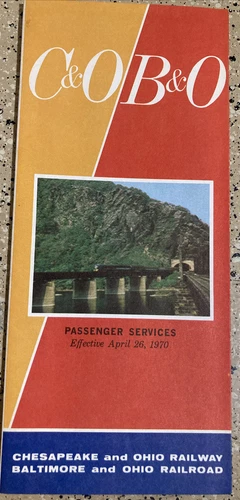 C&O B&O
PASSENGER SERVICES
Effective April 26, 1970
CHESAPEAKE and OHIO RAILWAY
BALTIMORE and OHIO RAILROAD